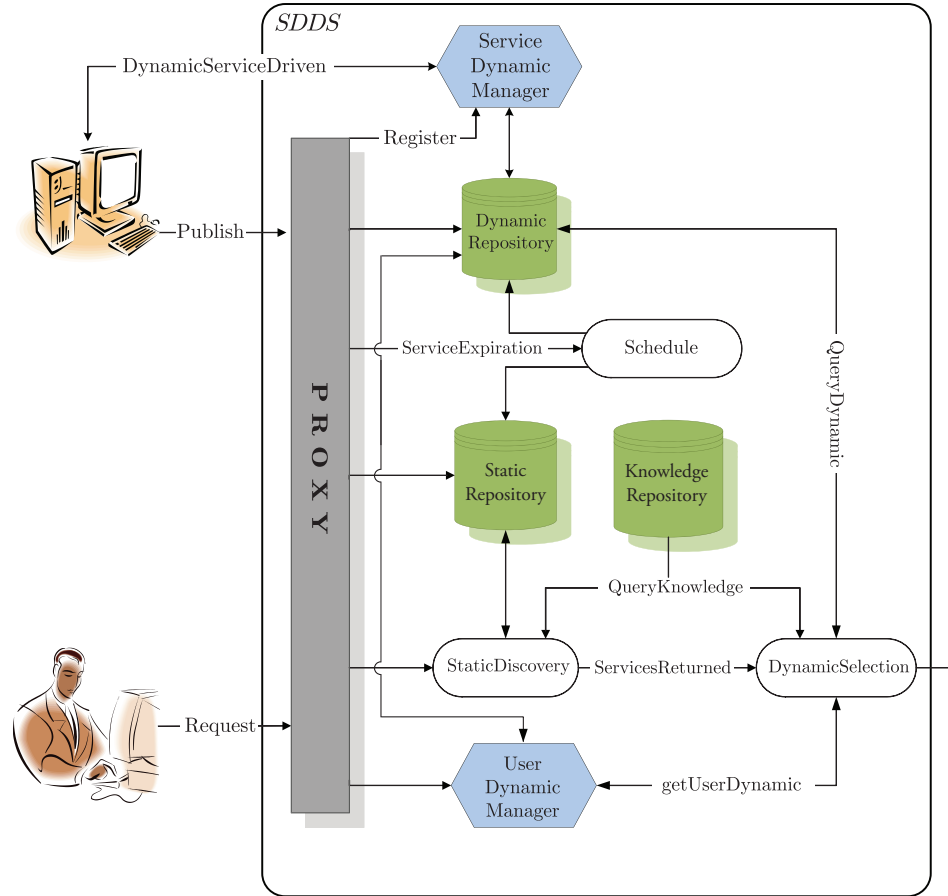 SDDS
Service
Dynamic
Manager
DynamicServiceDriven
Register
Dynamic
Repository
Publish
ServiceExpiration
Schedule
QueryDynamic
PROXY
Static
Repository
Knowledge
Repository
QueryKnowledge
StaticDiscovery
ServicesReturned
DynamicSelection
Request
User
Dynamic
Manager
getUserDynamic